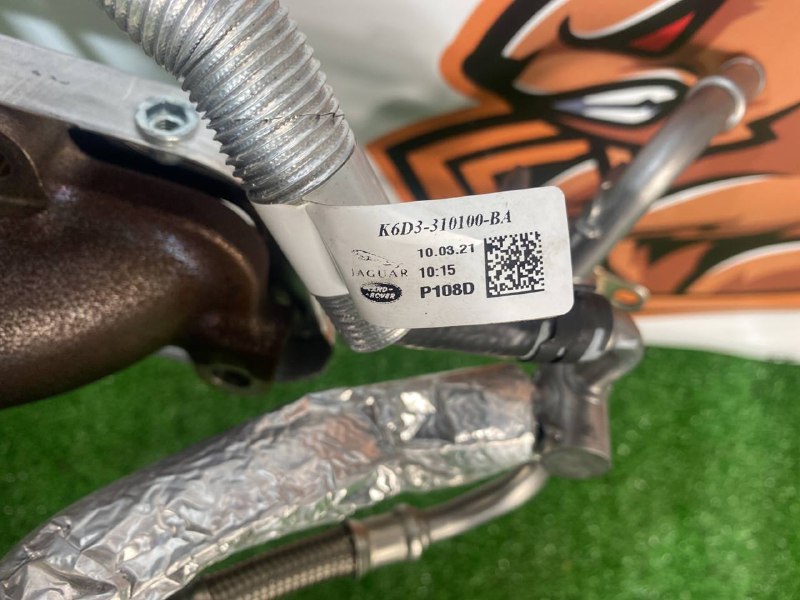 K6D3-310100-BA
10.03.21
JAGUAR
10:15
LAND-
ROVER
P108D